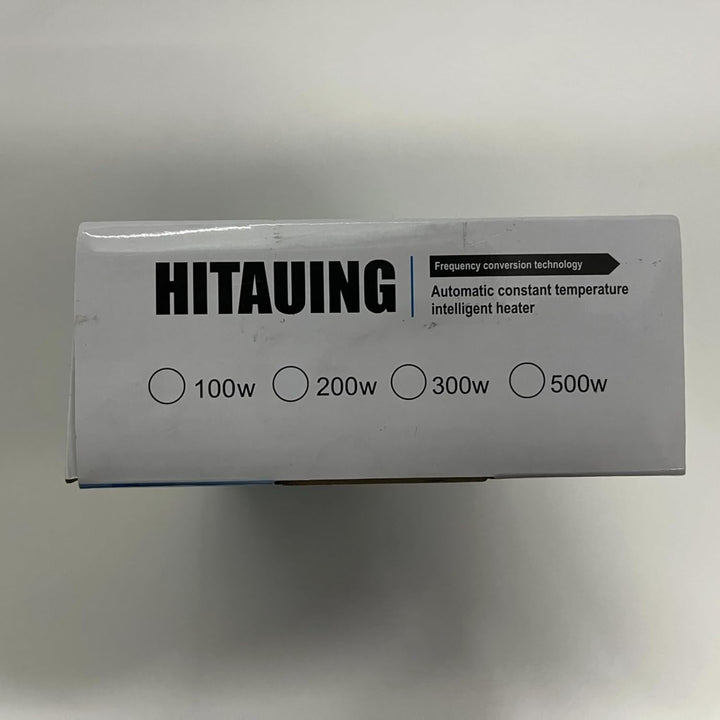 HITAUING
Frequency conversion technology
Automatic constant temperature
intelligent heater
100w 200w 300w 500w